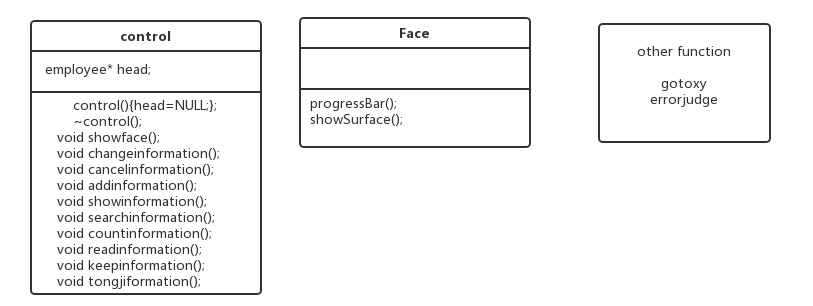 control
employee* head;
control(){head=NULL;};
~control();
void showface();
void changeinformation();
void cancelinformation();
void addinformation();
void showinformation();
void searchinformation();
void countinformation();
void readinformation();
void keepinformation();
void tongjiformation();
Face
progressBar();
showSurface();
other function
gotoxy
errorjudge